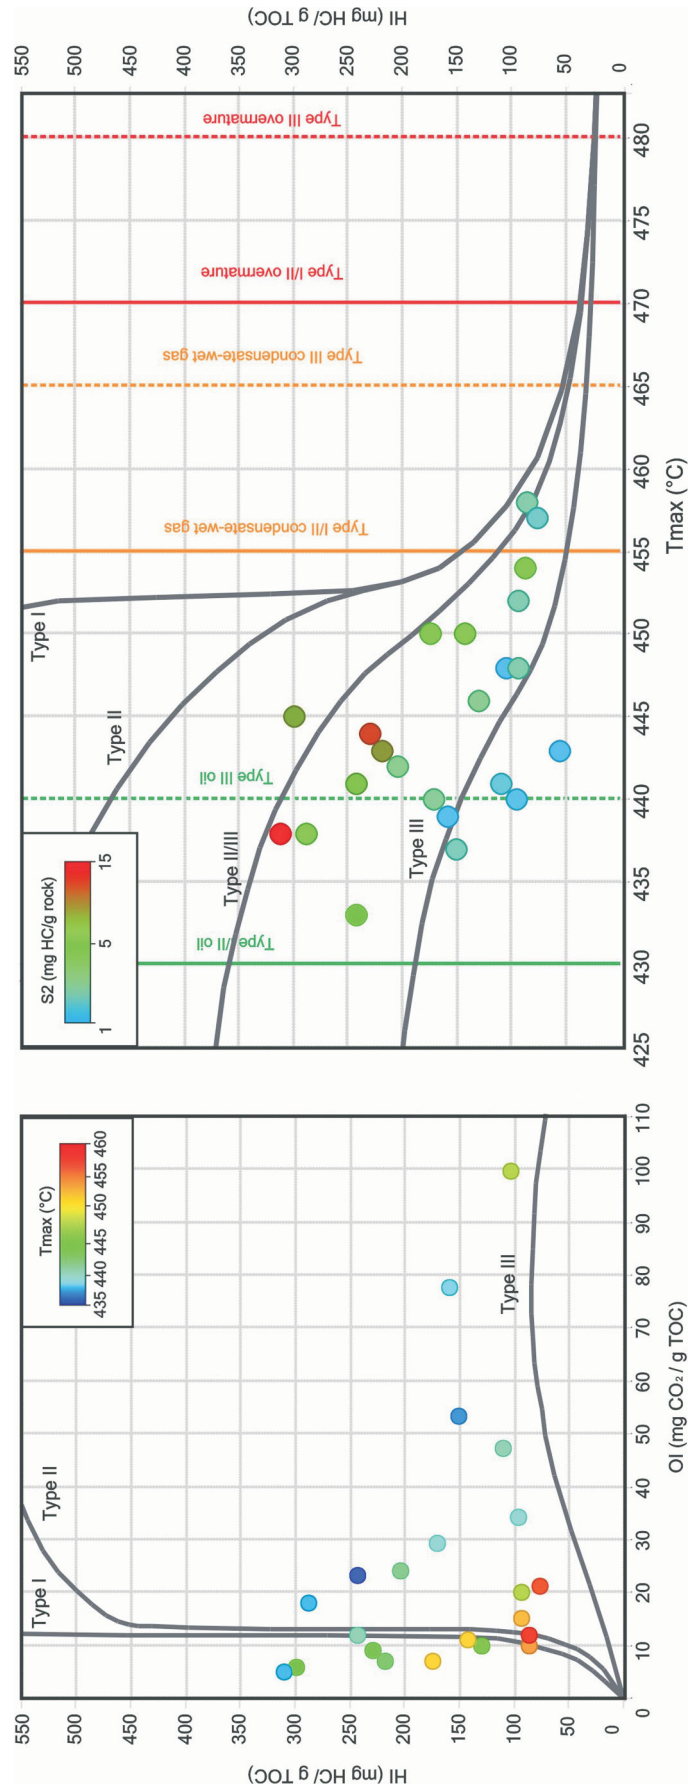 HI (mg HC/ g TOC)
550
500
450
400
350
300
250
200
150
100
50
0
Type I
Type II
Type III
Tmax (°C)
435 440 445 450 455 460
0 10 20 30 40 50 60 70 80 90 100 110
OI (mg CO₂ / g TOC)
HI (mg HC/ g TOC)
550
500
450
400
350
300
250
200
150
100
50
0
S2 (mg HC/g rock)
1 5 15
Type I
Type II
Type II/III
Type III
Type I/II oil
Type III oil
Type I/II condensate-wet gas
Type III condensate-wet gas
Type I/II overmature
Type III overmature
425 430 435 440 445 450 455 460 465 470 475 480
Tmax (°C)